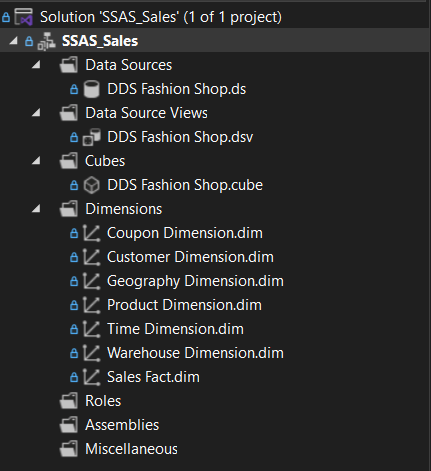 Solution 'SSAS_Sales' (1 of 1 project)
SSAS_Sales
Data Sources
DDS Fashion Shop.ds
Data Source Views
DDS Fashion Shop.dsv
Cubes
DDS Fashion Shop.cube
Dimensions
Coupon Dimension.dim
Customer Dimension.dim
Geography Dimension.dim
Product Dimension.dim
Time Dimension.dim
Warehouse Dimension.dim
Sales Fact.dim
Roles
Assemblies
Miscellaneous